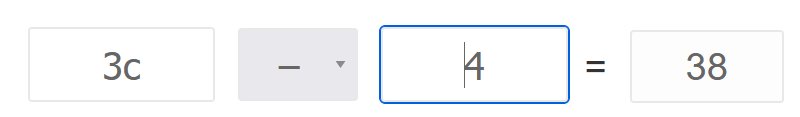 3c − 4 = 38